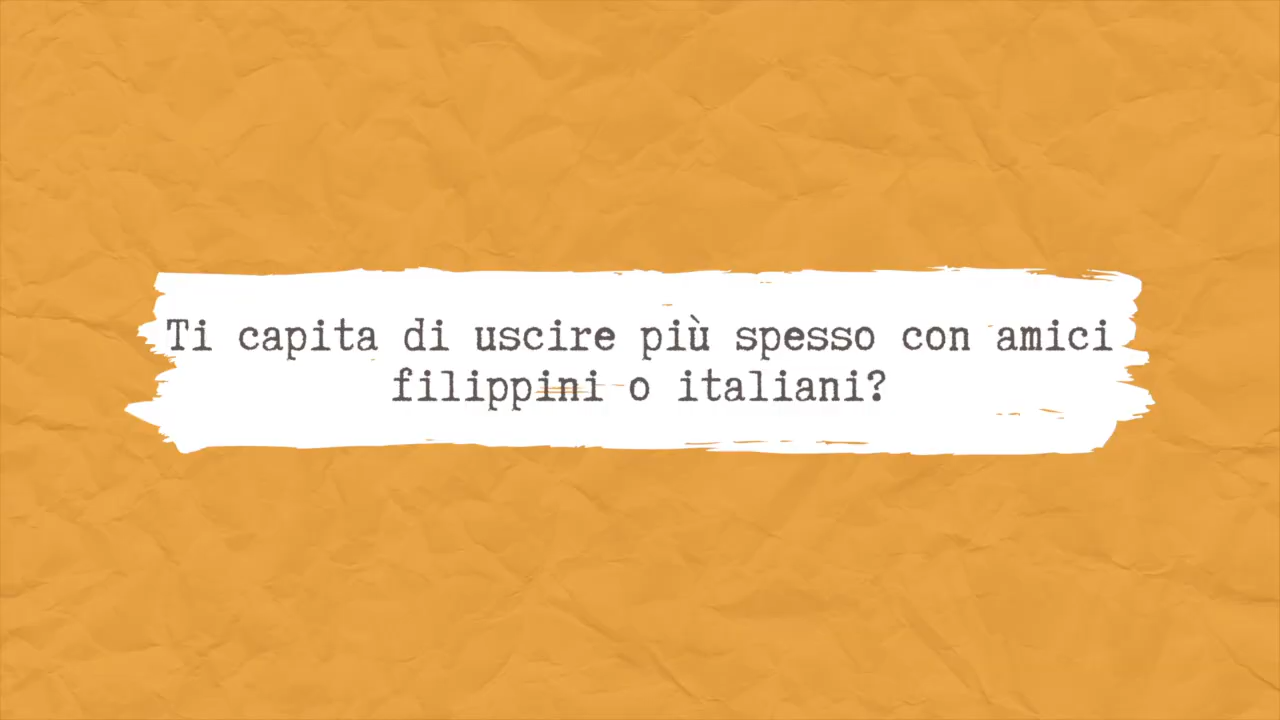 Ti capita di uscire più spesso con amici
filippini o italiani?